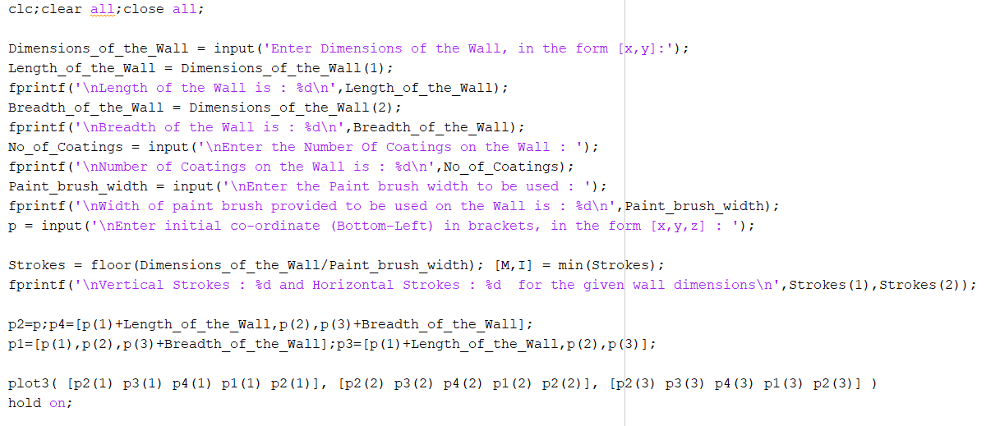 clc;clear all;close all;
Dimensions_of_the_Wall = input('Enter Dimensions of the Wall, in the form [x,y]:');
Length_of_the_Wall = Dimensions_of_the_Wall(1);
fprintf('\nLength of the Wall is : %d\n',Length_of_the_Wall);
Breadth_of_the_Wall = Dimensions_of_the_Wall(2);
fprintf('\nBreadth of the Wall is : %d\n',Breadth_of_the_Wall);
No_of_Coatings = input('\nEnter the Number Of Coatings on the Wall : ');
fprintf('\nNumber of Coatings on the Wall is : %d\n',No_of_Coatings);
Paint_brush_width = input('\nEnter the Paint brush width to be used : ');
fprintf('\nWidth of paint brush provided to be used on the Wall is : %d\n',Paint_brush_width);
p = input('\nEnter initial co-ordinate (Bottom-Left) in brackets, in the form [x,y,z] : ');
Strokes = floor(Dimensions_of_the_Wall/Paint_brush_width); [M,I] = min(Strokes);
fprintf('\nVertical Strokes : %d and Horizontal Strokes : %d  for the given wall dimensions\n',Strokes(1),Strokes(2));
p2=p;p4=[p(1)+Length_of_the_Wall,p(2),p(3)+Breadth_of_the_Wall];
p1=[p(1),p(2),p(3)+Breadth_of_the_Wall];p3=[p(1)+Length_of_the_Wall,p(2),p(3)];
plot3( [p2(1) p3(1) p4(1) p1(1) p2(1)], [p2(2) p3(2) p4(2) p1(2) p2(2)], [p2(3) p3(3) p4(3) p1(3) p2(3)] )
hold on;